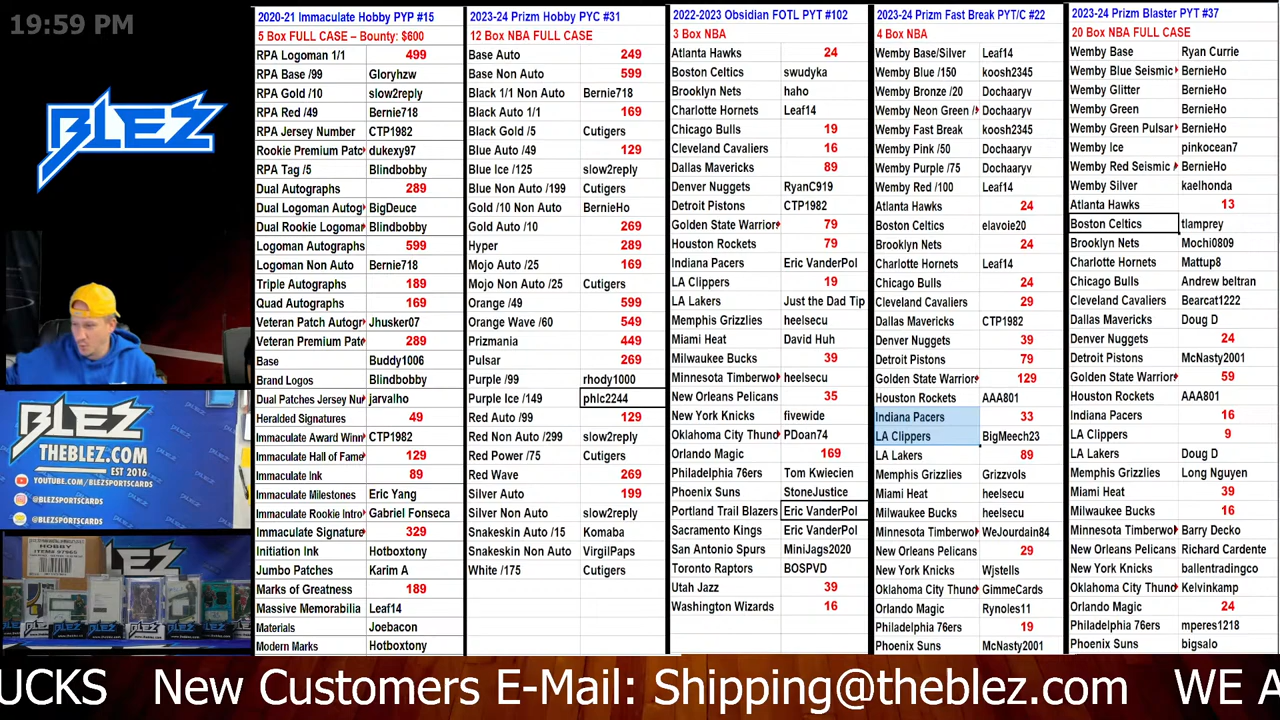 19:59 PM
BLEZ
BLEZ
THEBLEZ.COM
EST 2016
YOUTUBE.COM/BLEZSPORTSCARDS
@BLEZSPORTSCARDS
@BLEZSPORTSCARDS
HOBBY
2020-21 Immaculate Hobby PYP #15
5 Box FULL CASE – Bounty: $600
RPA Logoman 1/1 499
RPA Base /99 Gloryhzw
RPA Gold /10 slow2reply
RPA Red /49 Bernie718
RPA Jersey Number CTP1982
Rookie Premium Patc dukexy97
RPA Tag /5 Blindbobby
Dual Autographs 289
Dual Logoman Autog BigDeuce
Dual Rookie Logoma Blindbobby
Logoman Autographs 599
Logoman Non Auto Bernie718
Triple Autographs 189
Quad Autographs 169
Veteran Patch Autogr Jhusker07
Veteran Premium Pate 289
Base Buddy1006
Brand Logos Blindbobby
Dual Patches Jersey Nu jarvalho
Heralded Signatures 49
Immaculate Award Winn CTP1982
Immaculate Hall of Fame 129
Immaculate Ink 89
Immaculate Milestones Eric Yang
Immaculate Rookie Intro Gabriel Fonseca
Immaculate Signature 329
Initiation Ink Hotboxtony
Jumbo Patches Karim A
Marks of Greatness 189
Massive Memorabilia Leaf14
Materials Joebacon
Modern Marks Hotboxtony
2023-24 Prizm Hobby PYC #31
12 Box NBA FULL CASE
Base Auto 249
Base Non Auto 599
Black 1/1 Non Auto Bernie718
Black Auto 1/1 169
Black Gold /5 Cutigers
Blue Auto /49 129
Blue Ice /125 slow2reply
Blue Non Auto /199 Cutigers
Gold /10 Non Auto BernieHo
Gold Auto /10 269
Hyper 289
Mojo Auto /25 169
Mojo Non Auto /25 Cutigers
Orange /49 599
Orange Wave /60 549
Prizmania 449
Pulsar 269
Purple /99 rhody1000
Purple Ice /149 phlc2244
Red Auto /99 129
Red Non Auto /299 slow2reply
Red Power /75 Cutigers
Red Wave 269
Silver Auto 199
Silver Non Auto slow2reply
Snakeskin Auto /15 Komaba
Snakeskin Non Auto VirgilPaps
White /175 Cutigers
2022-2023 Obsidian FOTL PYT #102
3 Box NBA
Atlanta Hawks 24
Boston Celtics swudyka
Brooklyn Nets haho
Charlotte Hornets Leaf14
Chicago Bulls 19
Cleveland Cavaliers 16
Dallas Mavericks 89
Denver Nuggets RyanC919
Detroit Pistons CTP1982
Golden State Warriors 79
Houston Rockets 79
Indiana Pacers Eric VanderPol
LA Clippers 19
LA Lakers Just the Dad Tip
Memphis Grizzlies heelsecu
Miami Heat David Huh
Milwaukee Bucks 39
Minnesota Timberwo heelsecu
New Orleans Pelicans 35
New York Knicks fivewide
Oklahoma City Thund PDoan74
Orlando Magic 169
Philadelphia 76ers Tom Kwiecien
Phoenix Suns StoneJustice
Portland Trail Blazers Eric VanderPol
Sacramento Kings Eric VanderPol
San Antonio Spurs MiniJags2020
Toronto Raptors BOSPVD
Utah Jazz 39
Washington Wizards 16
2023-24 Prizm Fast Break PYT/C #22
4 Box NBA
Wemby Base/Silver Leaf14
Wemby Blue /150 koosh2345
Wemby Bronze /20 Dochaaryv
Wemby Neon Green / Dochaaryv
Wemby Fast Break koosh2345
Wemby Pink /50 Dochaaryv
Wemby Purple /75 Dochaaryv
Wemby Red /100 Leaf14
Atlanta Hawks 24
Boston Celtics elavoie20
Brooklyn Nets 24
Charlotte Hornets Leaf14
Chicago Bulls 24
Cleveland Cavaliers 29
Dallas Mavericks CTP1982
Denver Nuggets 39
Detroit Pistons 79
Golden State Warrior 129
Houston Rockets AAA801
Indiana Pacers 33
LA Clippers BigMeech23
LA Lakers 89
Memphis Grizzlies Grizzvols
Miami Heat heelsecu
Milwaukee Bucks heelsecu
Minnesota Timberwo WeJourdain84
New Orleans Pelicans 29
New York Knicks Wjstells
Oklahoma City Thund GimmeCards
Orlando Magic Rynoles11
Philadelphia 76ers 19
Phoenix Suns McNasty2001
2023-24 Prizm Blaster PYT #37
20 Box NBA FULL CASE
Wemby Base Ryan Currie
Wemby Blue Seismic BernieHo
Wemby Glitter BernieHo
Wemby Green BernieHo
Wemby Green Pulsar BernieHo
Wemby Ice pinkocean7
Wemby Red Seismic BernieHo
Wemby Silver kaelhonda
Atlanta Hawks 13
Boston Celtics tlamprey
Brooklyn Nets Mochi0809
Charlotte Hornets Mattup8
Chicago Bulls Andrew beltran
Cleveland Cavaliers Bearcat1222
Dallas Mavericks Doug D
Denver Nuggets 24
Detroit Pistons McNasty2001
Golden State Warrior 59
Houston Rockets AAA801
Indiana Pacers 16
LA Clippers 9
LA Lakers Doug D
Memphis Grizzlies Long Nguyen
Miami Heat 39
Milwaukee Bucks 16
Minnesota Timberwo Barry Decko
New Orleans Pelicans Richard Cardente
New York Knicks ballentradingco
Oklahoma City Thund Kelvinkamp
Orlando Magic 24
Philadelphia 76ers mperes1218
Phoenix Suns bigsalo
UCKS New Customers E-Mail: Shipping@theblez.com WE A